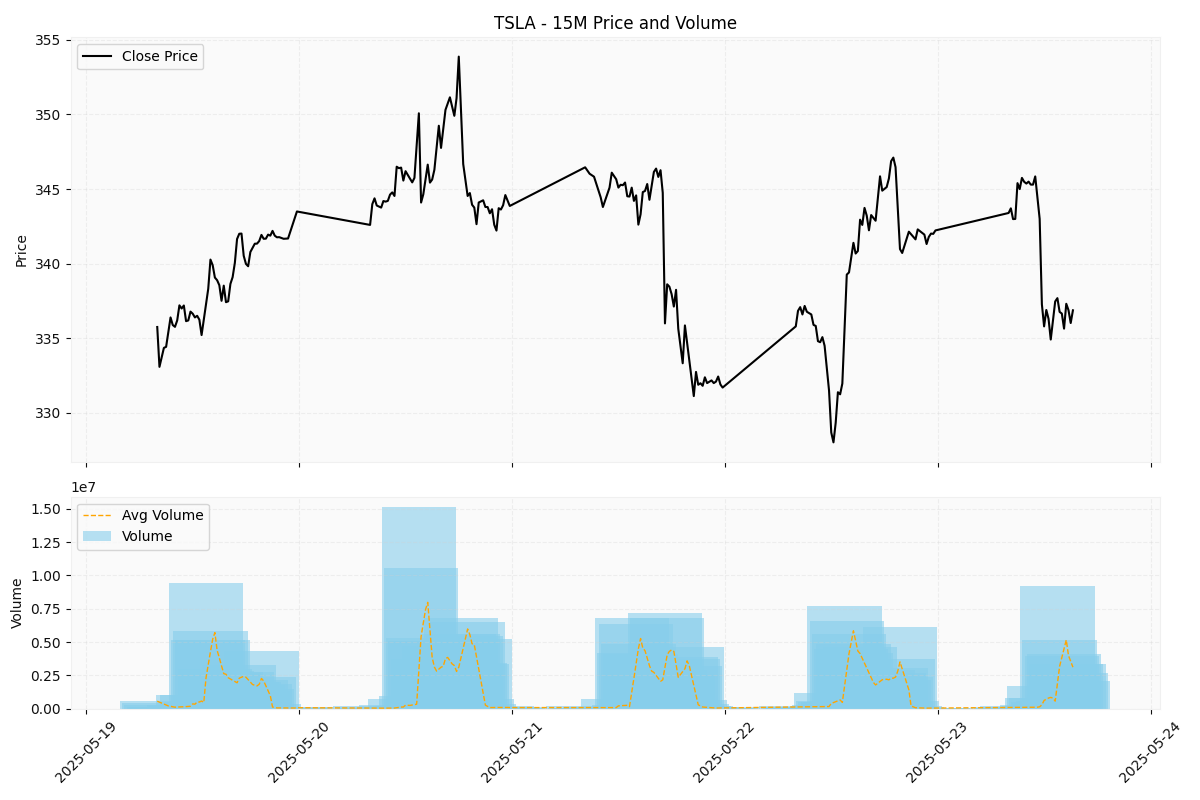 TSLA - 15M Price and Volume
Close Price
355
350
345
340
335
330
Price
1e7
Avg Volume
Volume
1.50
1.25
1.00
0.75
0.50
0.25
0.00
Volume
2025-05-19
2025-05-20
2025-05-21
2025-05-22
2025-05-23
2025-05-24